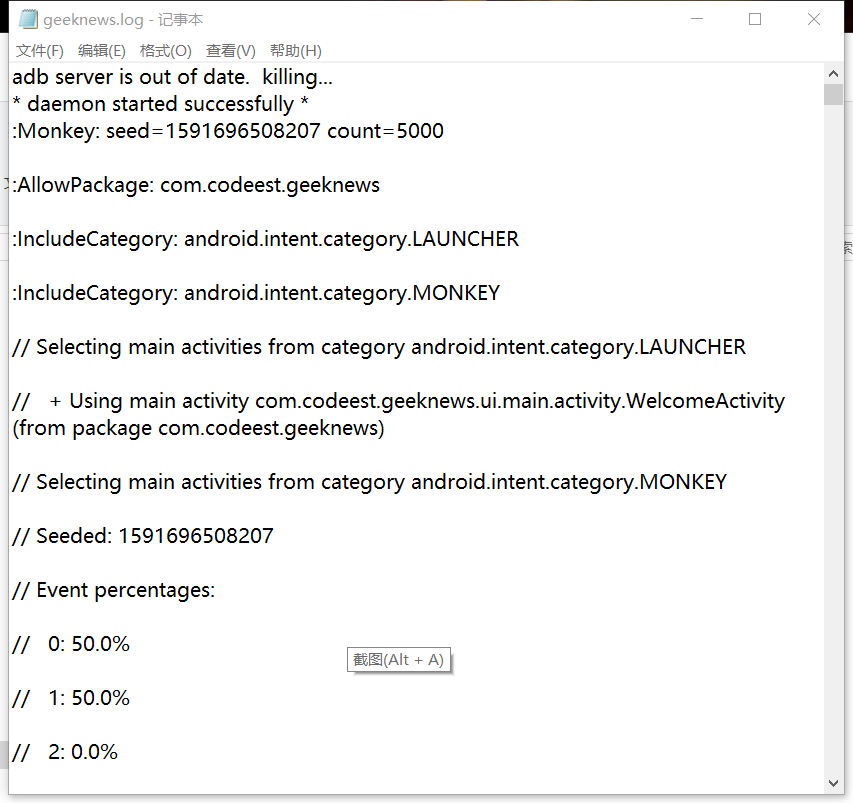 geeknews.log - 记事本
文件(F) 编辑(E) 格式(O) 查看(V) 帮助(H)
adb server is out of date.  killing...
* daemon started successfully *
:Monkey: seed=1591696508207 count=5000
:AllowPackage: com.codeest.geeknews
:IncludeCategory: android.intent.category.LAUNCHER
索
:IncludeCategory: android.intent.category.MONKEY
// Selecting main activities from category android.intent.category.LAUNCHER
//   + Using main activity com.codeest.geeknews.ui.main.activity.WelcomeActivity
(from package com.codeest.geeknews)
// Selecting main activities from category android.intent.category.MONKEY
// Seeded: 1591696508207
// Event percentages:
//   0: 50.0%
截图(Alt + A)
//   1: 50.0%
//   2: 0.0%